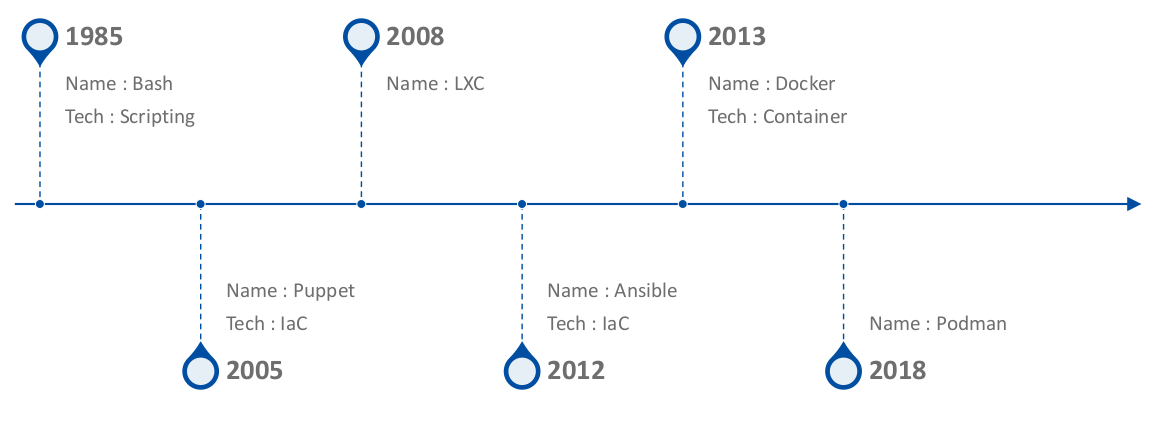 1985
Name : Bash
Tech : Scripting
2008
Name : LXC
2013
Name : Docker
Tech : Container
Name : Puppet
Tech : IaC
2005
Name : Ansible
Tech : IaC
2012
Name : Podman
2018